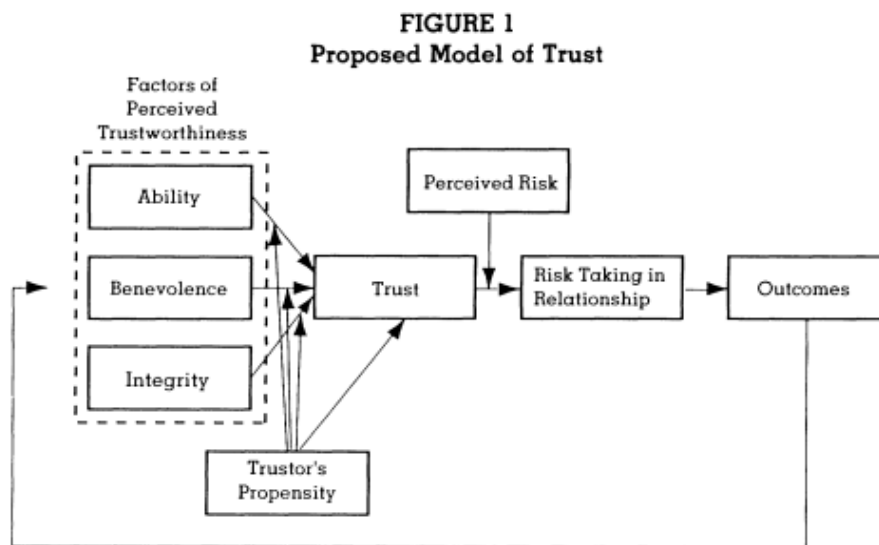 FIGURE 1
Proposed Model of Trust
Factors of
Perceived
Trustworthiness
Ability
Benevolence
Integrity
Trustor's
Propensity
Trust
Perceived Risk
Risk Taking in
Relationship
Outcomes